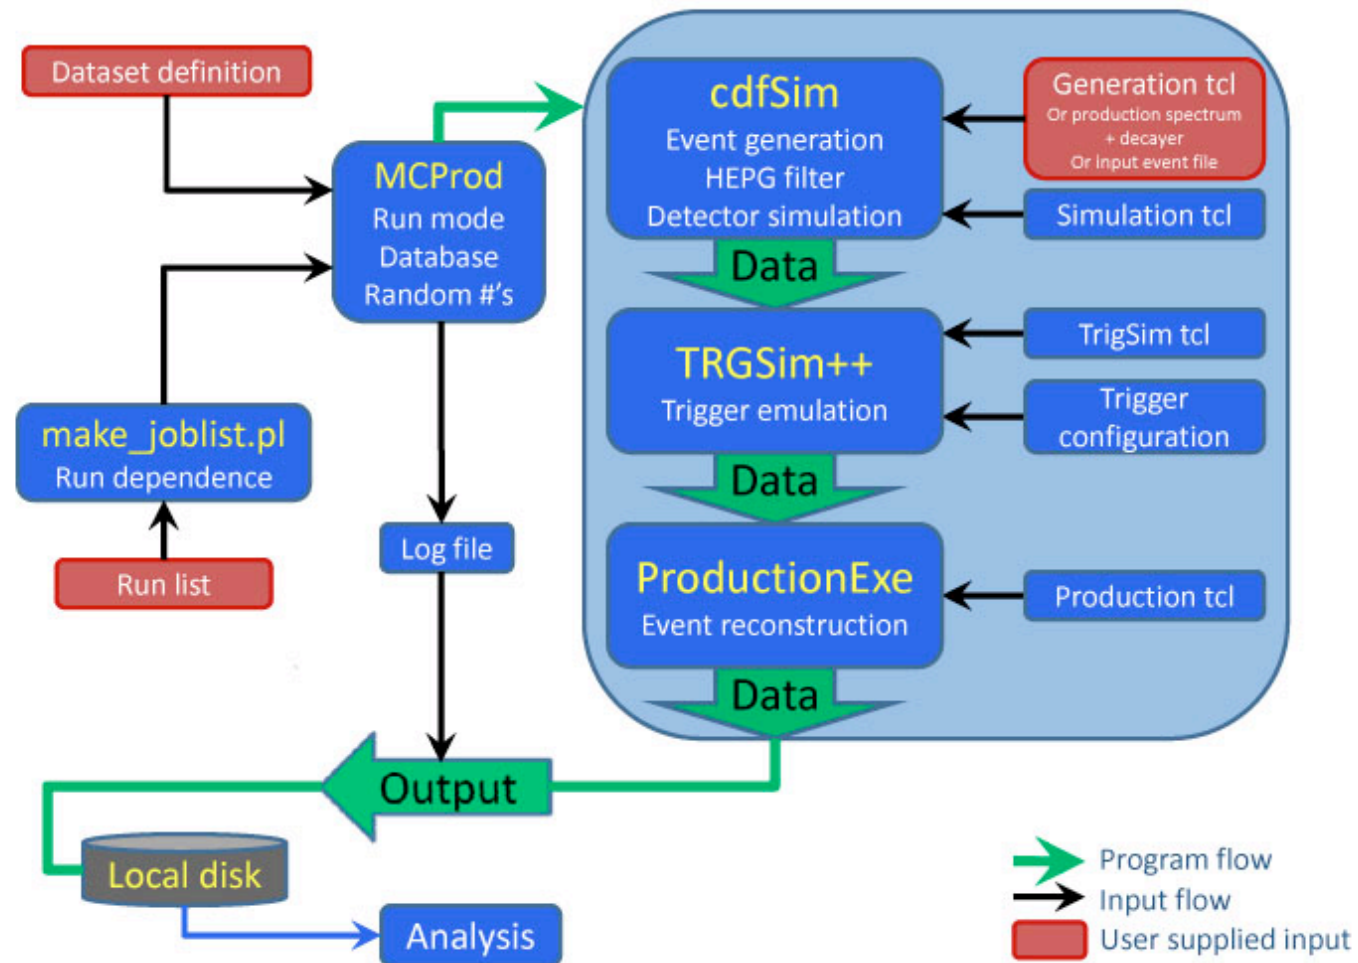 Dataset definition
MCProd
Run mode
Database
Random #'s
make_joblist.pl
Run dependence
Run list
Log file
cdfSim
Event generation
HEPG filter
Detector simulation
Generation tcl
Or production spectrum
+ decayer
Or input event file
Simulation tcl
Data
TRGSim++
Trigger emulation
TrigSim tcl
Trigger
configuration
Data
ProductionExe
Event reconstruction
Production tcl
Data
Output
Local disk
Analysis
Program flow
Input flow
User supplied input